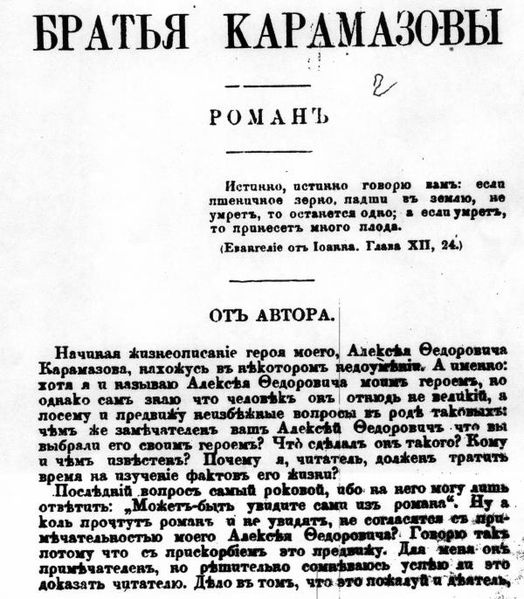 БРАТЬЯ КАРАМАЗОВЫ
2
РОМАНЪ
Истинно, истинно говорю вамъ: если
пшеничное зерно, падши въ землю, не
умретъ, то останется одно; а если умретъ,
то принесетъ много плода.
(Евангеліе отъ Іоанна. Глава XII, 24.)
ОТЪ АВТОРА.
Начиная жизнеописаніе героя моего, Алексѣя Ѳедоровича
Карамазова, нахожусь въ нѣкоторомъ недоумѣніи. А именно:
хотя я и называю Алексѣя Ѳедоровича моимъ героемъ, но
однако самъ знаю что человѣкъ онъ отнюдь не великій, а
посему и предвижу неизбѣжные вопросы въ родѣ таковыхъ:
чѣмъ же замѣчателенъ вашъ Алексѣй Ѳедоровичъ что вы
выбрали его своимъ героемъ? Что сдѣлалъ онъ такого? Кому
и чѣмъ извѣстенъ? Почему я, читатель, долженъ тратить
время на изученіе фактовъ его жизни?
Послѣдній вопросъ самый роковой, ибо на него могу лишь
отвѣтить: „Можетъ-быть увидите сами изъ романа“. Ну а
коль прочтутъ романъ и не увидятъ, не согласятся съ при-
мѣчательностью моего Алексѣя Ѳедоровича? Говорю такъ
потому что съ прискорбіемъ это предвижу. Для меня онъ
примѣчателенъ, но рѣшительно сомнѣваюсь успѣю ли это
доказать читателю. Дѣло въ томъ, что это пожалуй и дѣятель,